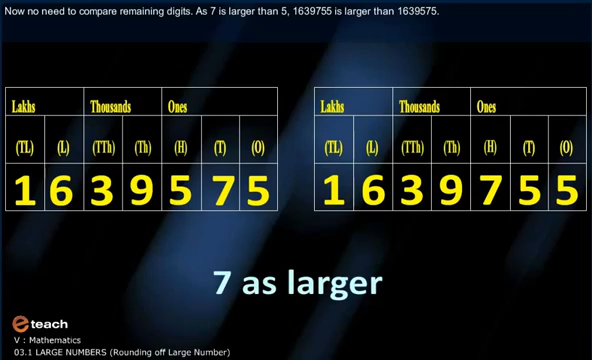 Now no need to compare remaining digits. As 7 is larger than 5, 1639755 is larger than 1639575.
Lakhs Thousands Ones Lakhs Thousands Ones
(TL) (L) (TTh) (Th) (H) (T) (O) (TL) (L) (TTh) (Th) (H) (T) (O)
1 6 3 9 5 7 5 1 6 3 9 7 5 5
7 as larger
e teach
V : Mathematics
03.1 LARGE NUMBERS (Rounding off Large Number)